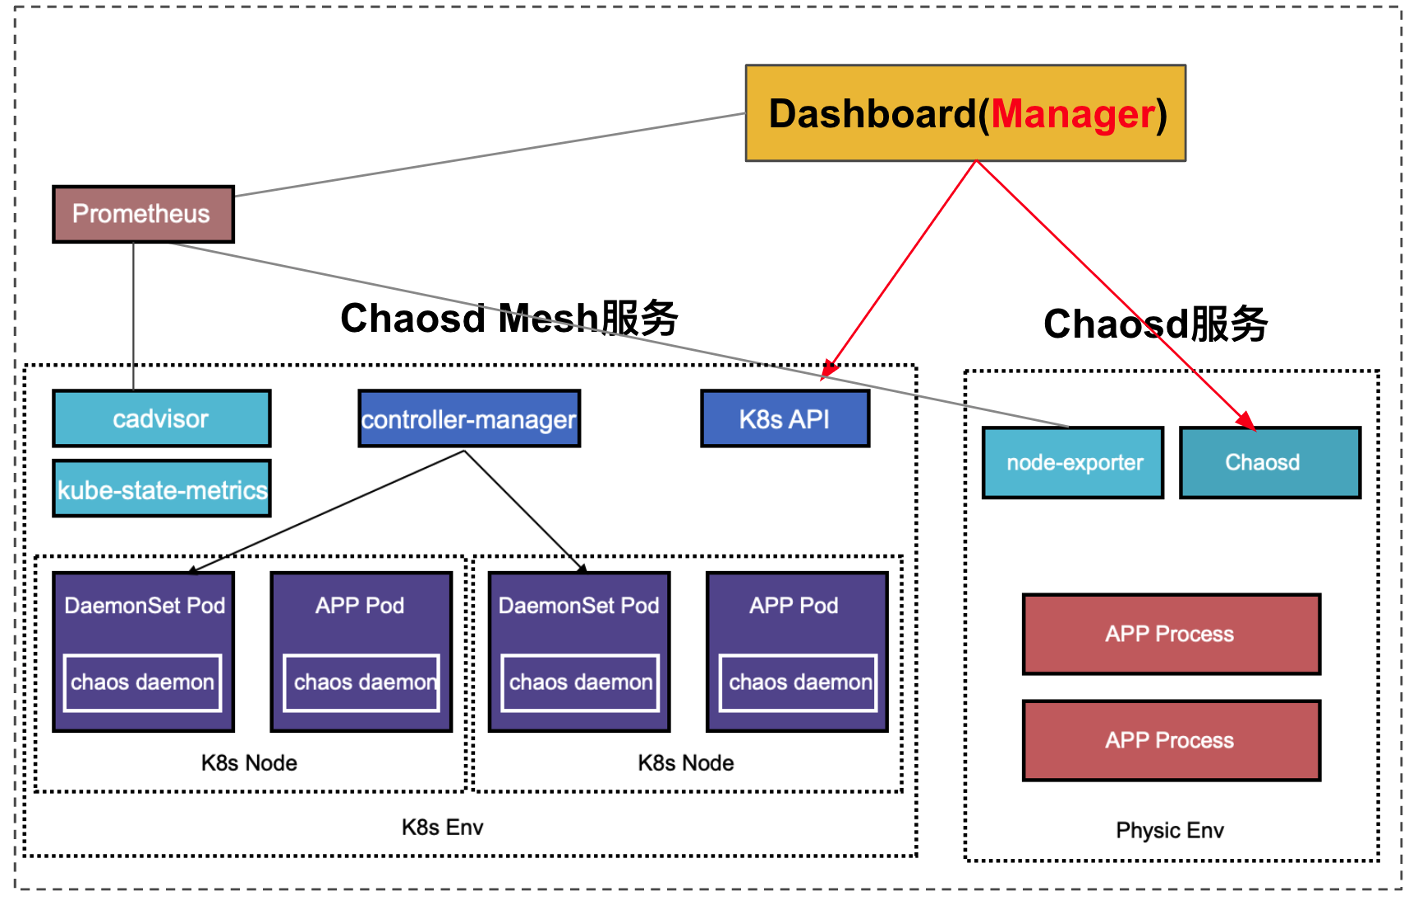 Dashboard(Manager)
Prometheus
Chaosd Mesh服务
Chaosd服务
cadvisor
controller-manager
K8s API
kube-state-metrics
node-exporter
Chaosd
DaemonSet Pod
APP Pod
DaemonSet Pod
APP Pod
chaos daemon
chaos daemon
chaos daemon
chaos daemon
K8s Node
K8s Node
K8s Env
APP Process
APP Process
Physic Env